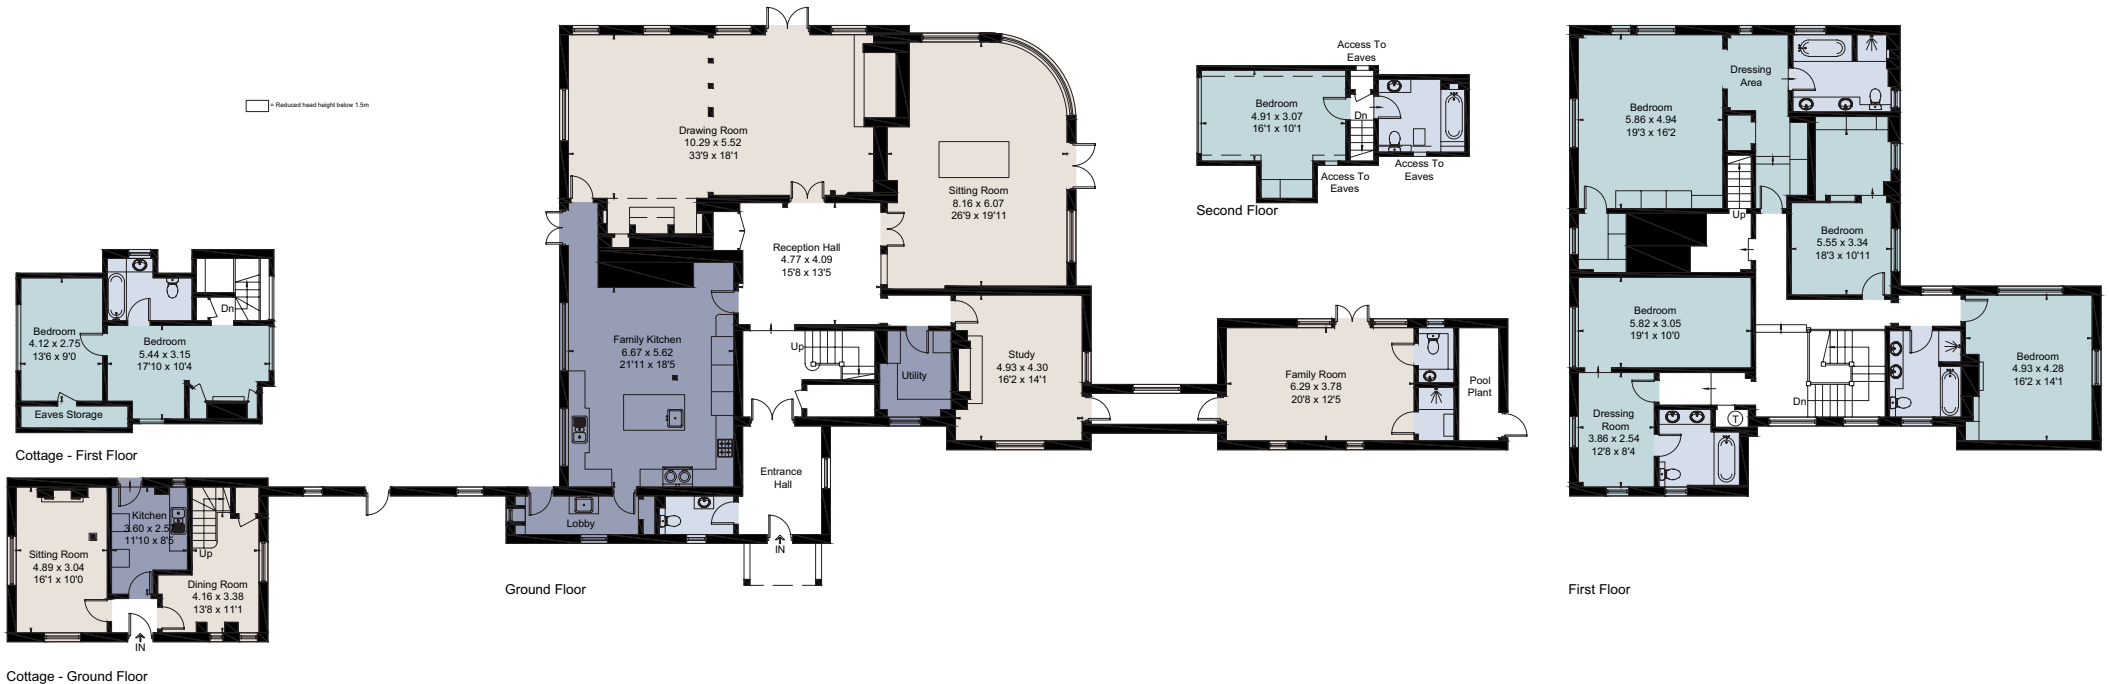 = Reduced head height below 1.5m
Bedroom
4.12 x 2.75
13'6 x 9'0
Bedroom
5.44 x 3.15
17'10 x 10'4
Dn
Eaves Storage
Cottage - First Floor
Sitting Room
4.89 x 3.04
16'1 x 10'0
Kitchen
3.60 x 2.57
11'10 x 8'5
Up
Dining Room
4.16 x 3.38
13'8 x 11'1
IN
Cottage - Ground Floor
Drawing Room
10.29 x 5.52
33'9 x 18'1
Sitting Room
8.16 x 6.07
26'9 x 19'11
Reception Hall
4.77 x 4.09
15'8 x 13'5
Family Kitchen
6.67 x 5.62
21'11 x 18'5
Up
Utility
Study
4.93 x 4.30
16'2 x 14'1
Family Room
6.29 x 3.78
20'8 x 12'5
Pool
Plant
Entrance
Hall
Lobby
IN
Ground Floor
Access To
Eaves
Bedroom
4.91 x 3.07
16'1 x 10'1
Dn
Access To
Eaves
Access To
Eaves
Second Floor
Bedroom
5.86 x 4.94
19'3 x 16'2
Dressing
Area
Up
Bedroom
5.55 x 3.34
18'3 x 10'11
Bedroom
5.82 x 3.05
19'1 x 10'0
Bedroom
4.93 x 4.28
16'2 x 14'1
Dn
Dressing
Room
3.86 x 2.54
12'8 x 8'4
T
First Floor